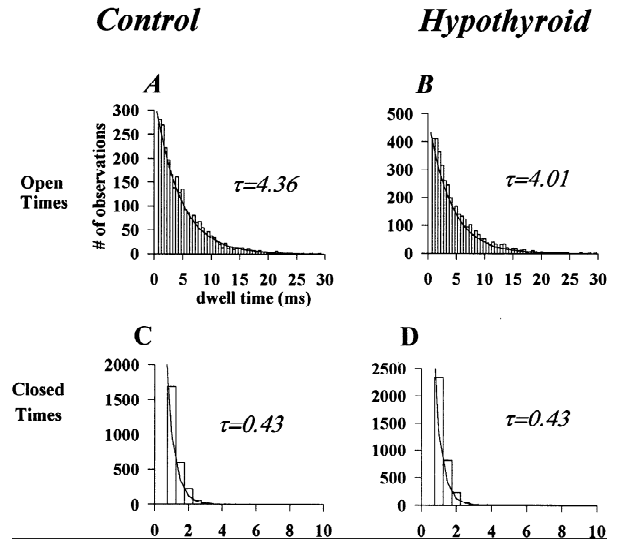 Control Hypothyroid
A B
300
250
200
150
100
50
0
# of observations
τ=4.36
0 5 10 15 20 25 30
dwell time (ms)
500
400
300
200
100
0
τ=4.01
0 5 10 15 20 25 30
Open
Times
C D
2000
1500
1000
500
0
τ=0.43
0 2 4 6 8 10
2500
2000
1500
1000
500
0
τ=0.43
0 2 4 6 8 10
Closed
Times